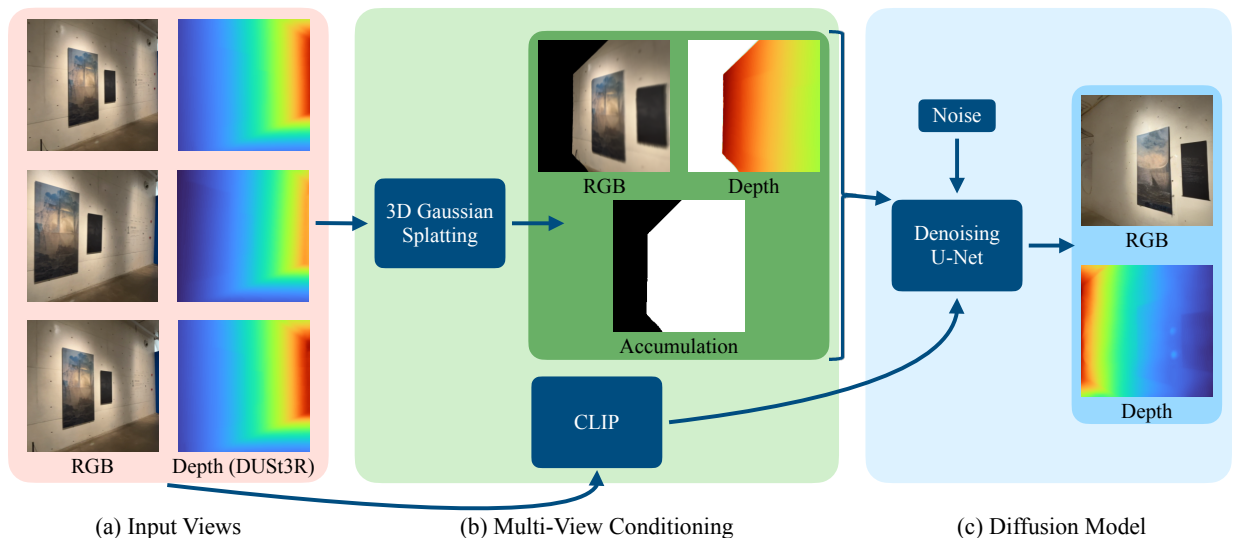 RGB
Depth (DUSt3R)
(a) Input Views
3D Gaussian
Splatting
RGB
Depth
Accumulation
CLIP
(b) Multi-View Conditioning
Noise
Denoising
U-Net
RGB
Depth
(c) Diffusion Model